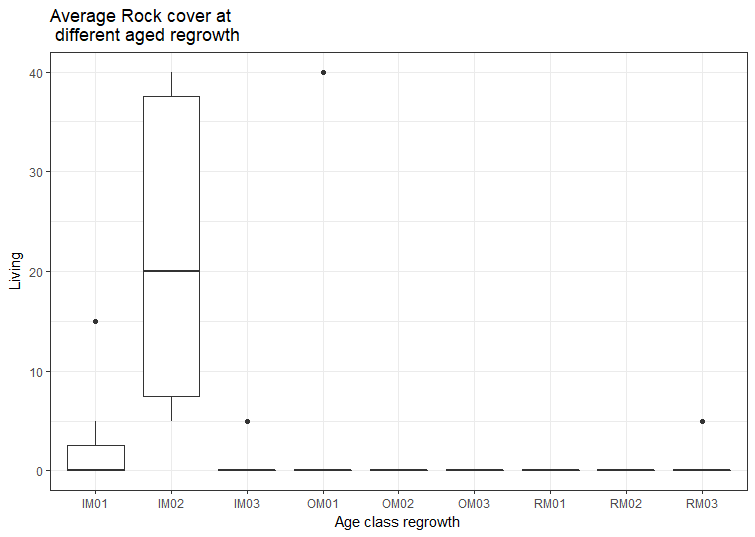 Average Rock cover at
different aged regrowth
40
30
20
10
0
Living
IM01 IM02 IM03 OM01 OM02 OM03 RM01 RM02 RM03
Age class regrowth